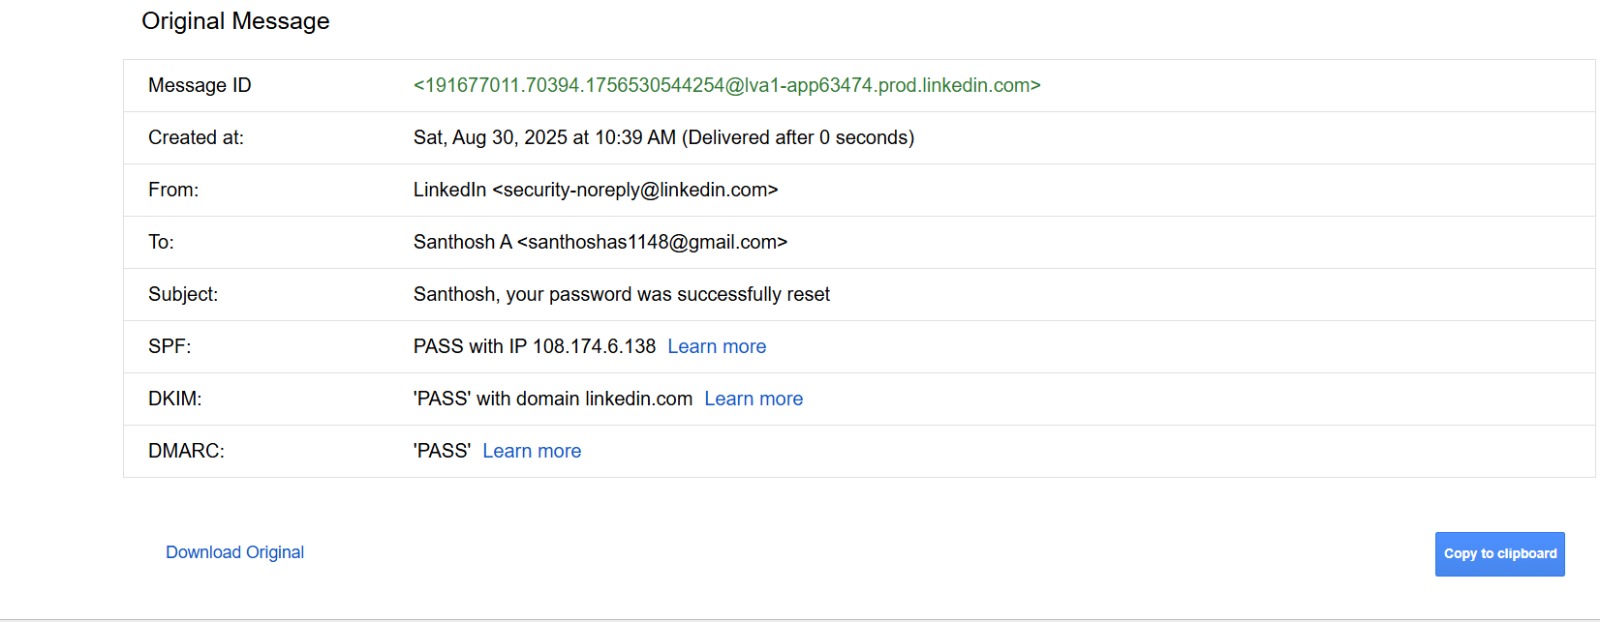 Original Message
Message ID <191677011.70394.1756530544254@lva1-app63474.prod.linkedin.com>
Created at: Sat, Aug 30, 2025 at 10:39 AM (Delivered after 0 seconds)
From: LinkedIn <security-noreply@linkedin.com>
To: Santhosh A <santhoshas1148@gmail.com>
Subject: Santhosh, your password was successfully reset
SPF: PASS with IP 108.174.6.138 Learn more
DKIM: 'PASS' with domain linkedin.com Learn more
DMARC: 'PASS' Learn more
Download Original Copy to clipboard